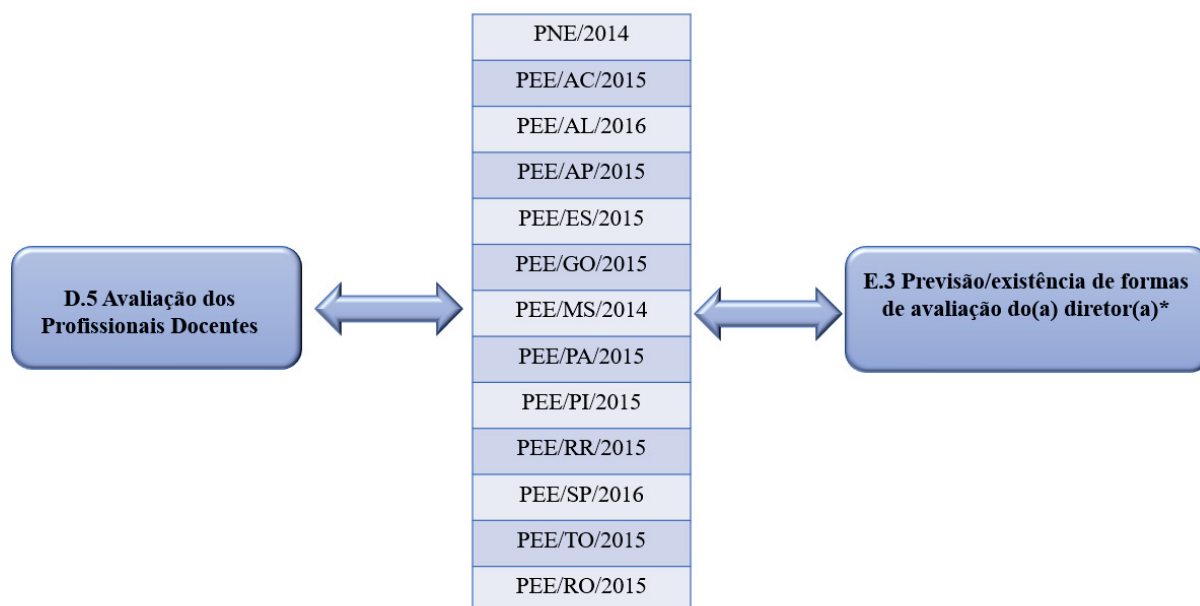 PNE/2014
PEE/AC/2015
PEE/AL/2016
PEE/AP/2015
PEE/ES/2015
PEE/GO/2015
PEE/MS/2014
PEE/PA/2015
PEE/PI/2015
PEE/RR/2015
PEE/SP/2016
PEE/TO/2015
PEE/RO/2015
D.5 Avaliação dos
Profissionais Docentes
E.3 Previsão/existência de formas
de avaliação do(a) diretor(a)*